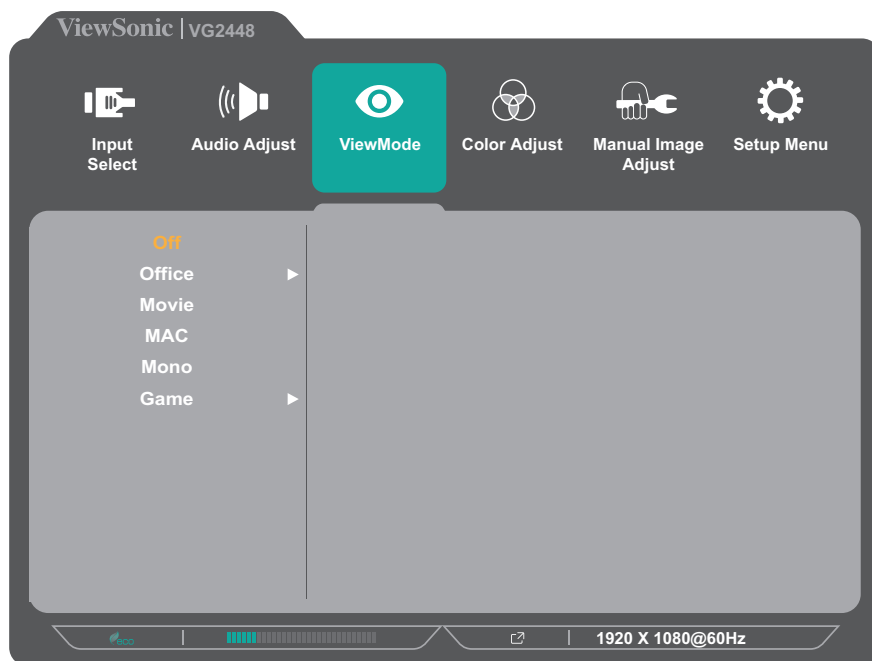 ViewSonic | VG2448
Input Select
Audio Adjust
ViewMode
Color Adjust
Manual Image Adjust
Setup Menu
Off
Office
Movie
MAC
Mono
Game
eco
1920 X 1080@60Hz